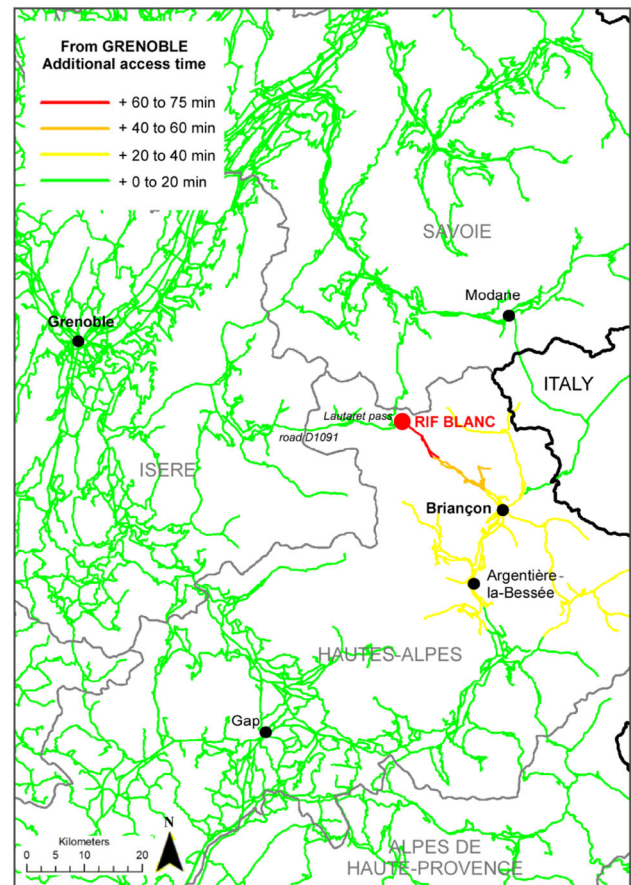 From GRENOBLE
Additional access time
+ 60 to 75 min
+ 40 to 60 min
+ 20 to 40 min
+ 0 to 20 min
SAVOIE
Modane
Grenoble
ITALY
Lautaret pass
RIF BLANC
road D1091
ISERE
Briançon
Argentière -
la-Bessée
HAUTES-ALPES
Gap
N
Kilometers
0 5 10 20
ALPES DE
HAUTE-PROVENCE